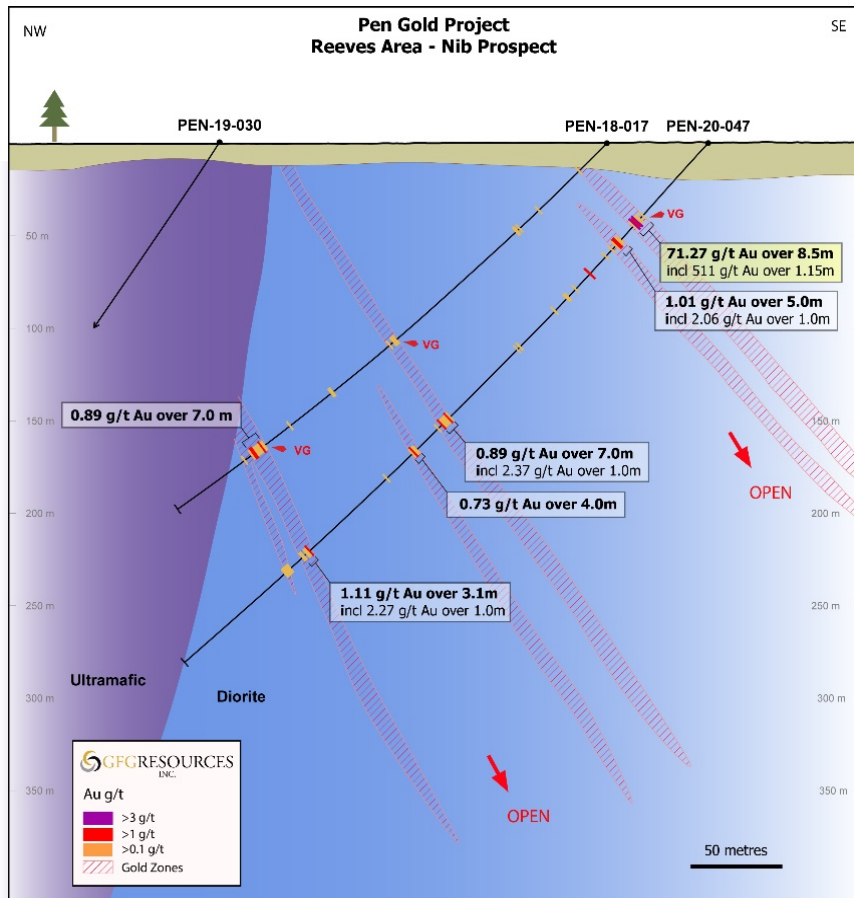 Pen Gold Project
Reeves Area - Nib Prospect
NW
SE
PEN-19-030
PEN-18-017
PEN-20-047
VG
50 m
71.27 g/t Au over 8.5m
incl 511 g/t Au over 1.15m
1.01 g/t Au over 5.0m
incl 2.06 g/t Au over 1.0m
100 m
VG
0.89 g/t Au over 7.0 m
150 m
150 m
VG
0.89 g/t Au over 7.0m
incl 2.37 g/t Au over 1.0m
OPEN
0.73 g/t Au over 4.0m
200 m
200 m
1.11 g/t Au over 3.1m
incl 2.27 g/t Au over 1.0m
250 m
250 m
Ultramafic
Diorite
300 m
300 m
GFGRESOURCES
INC.
Au g/t
>3 g/t
>1 g/t
>0.1 g/t
Gold Zones
350 m
350 m
OPEN
50 metres